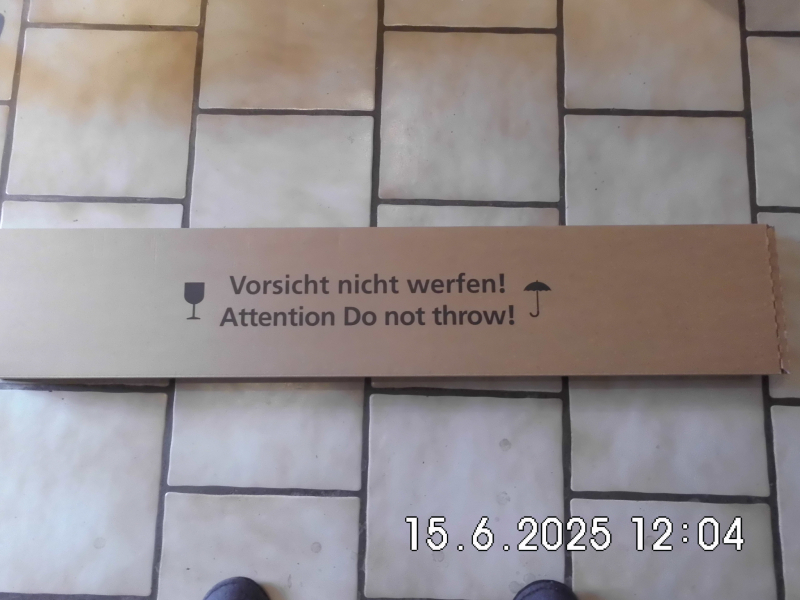 Vorsicht nicht werfen!
Attention Do not throw!
15.6.2025 12:04